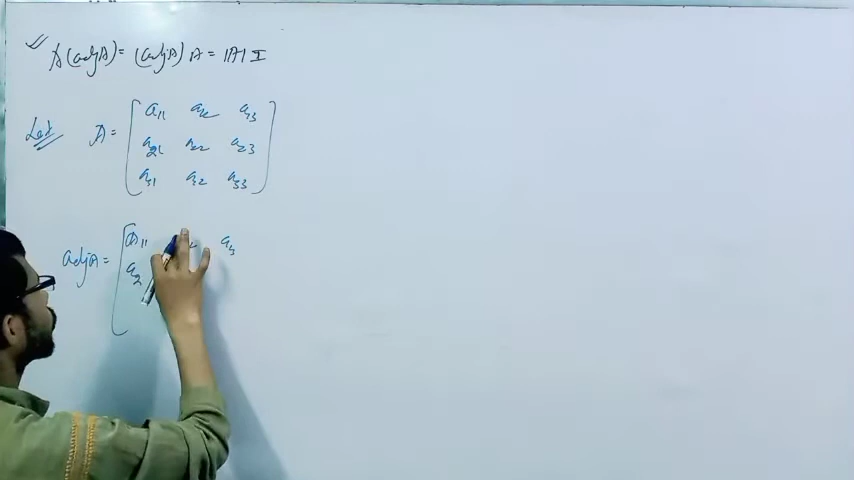 A(adjA) = (adjA) A = |A| I
Let A = [ a11 a12 a13
a21 a22 a23
a31 a32 a33 ]
adjA = [ A11 a13
a2